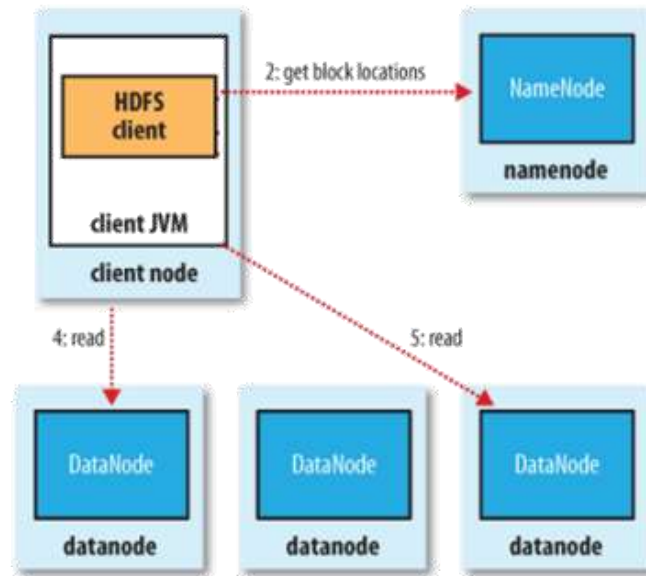 2: get block locations
HDFS
client
NameNode
namenode
client JVM
client node
4: read
5: read
DataNode
DataNode
DataNode
datanode
datanode
datanode